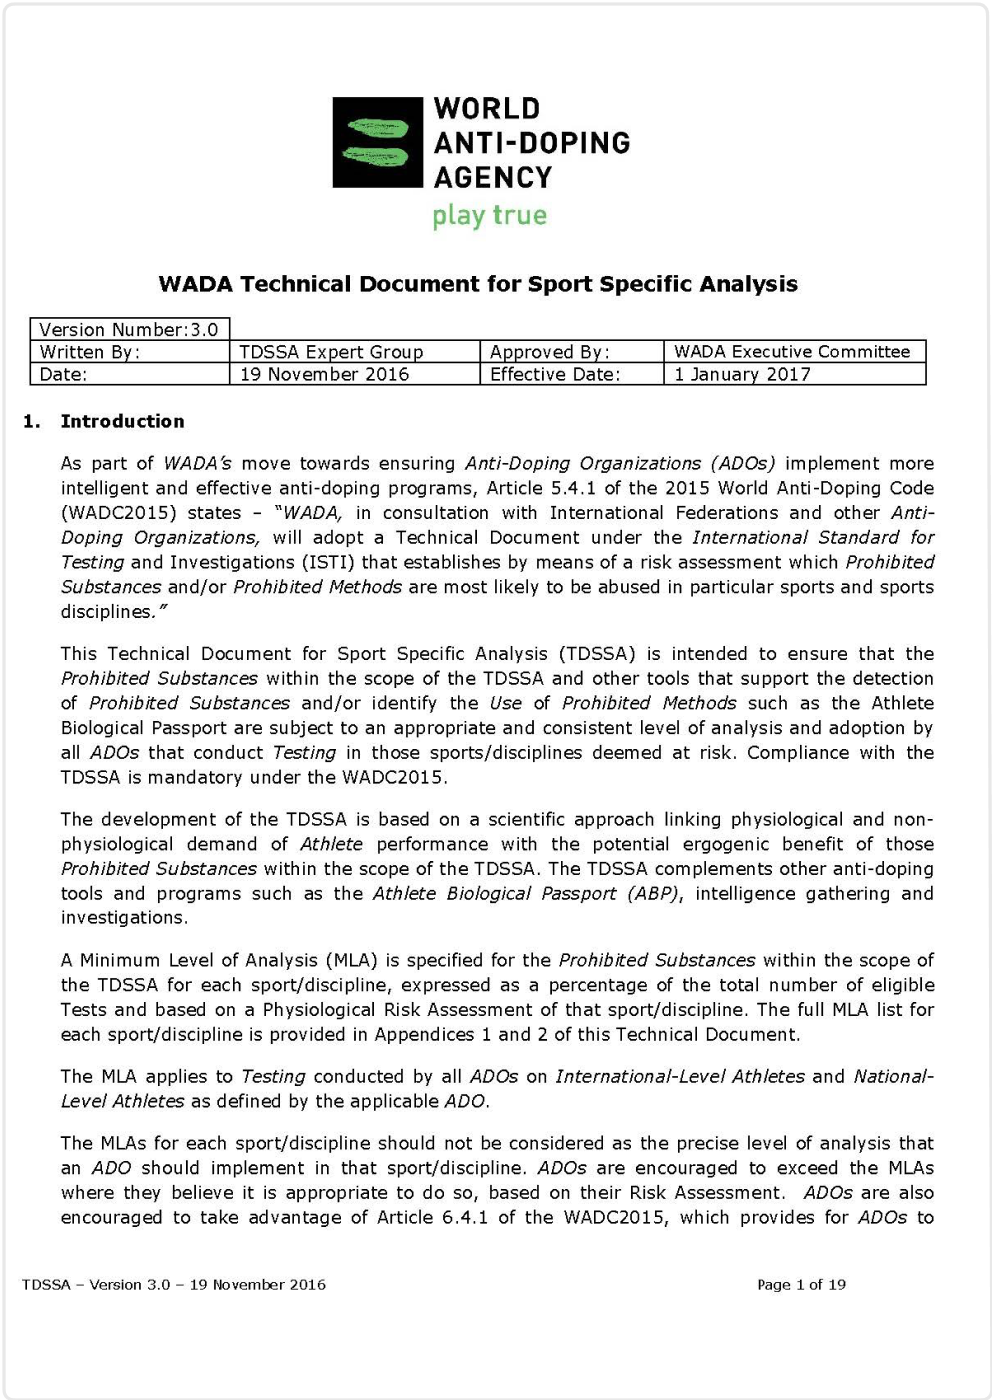 WORLD
ANTI-DOPING
AGENCY
play true
WADA Technical Document for Sport Specific Analysis
Version Number:3.0
Written By: TDSSA Expert Group Approved By: WADA Executive Committee
Date: 19 November 2016 Effective Date: 1 January 2017
1. Introduction
As part of WADA’s move towards ensuring Anti-Doping Organizations (ADOs) implement more
intelligent and effective anti-doping programs, Article 5.4.1 of the 2015 World Anti-Doping Code
(WADC2015) states – “WADA, in consultation with International Federations and other Anti-
Doping Organizations, will adopt a Technical Document under the International Standard for
Testing and Investigations (ISTI) that establishes by means of a risk assessment which Prohibited
Substances and/or Prohibited Methods are most likely to be abused in particular sports and sports
disciplines.”
This Technical Document for Sport Specific Analysis (TDSSA) is intended to ensure that the
Prohibited Substances within the scope of the TDSSA and other tools that support the detection
of Prohibited Substances and/or identify the Use of Prohibited Methods such as the Athlete
Biological Passport are subject to an appropriate and consistent level of analysis and adoption by
all ADOs that conduct Testing in those sports/disciplines deemed at risk. Compliance with the
TDSSA is mandatory under the WADC2015.
The development of the TDSSA is based on a scientific approach linking physiological and non-
physiological demand of Athlete performance with the potential ergogenic benefit of those
Prohibited Substances within the scope of the TDSSA. The TDSSA complements other anti-doping
tools and programs such as the Athlete Biological Passport (ABP), intelligence gathering and
investigations.
A Minimum Level of Analysis (MLA) is specified for the Prohibited Substances within the scope of
the TDSSA for each sport/discipline, expressed as a percentage of the total number of eligible
Tests and based on a Physiological Risk Assessment of that sport/discipline. The full MLA list for
each sport/discipline is provided in Appendices 1 and 2 of this Technical Document.
The MLA applies to Testing conducted by all ADOs on International-Level Athletes and National-
Level Athletes as defined by the applicable ADO.
The MLAs for each sport/discipline should not be considered as the precise level of analysis that
an ADO should implement in that sport/discipline. ADOs are encouraged to exceed the MLAs
where they believe it is appropriate to do so, based on their Risk Assessment. ADOs are also
encouraged to take advantage of Article 6.4.1 of the WADC2015, which provides for ADOs to
TDSSA – Version 3.0 – 19 November 2016 Page 1 of 19